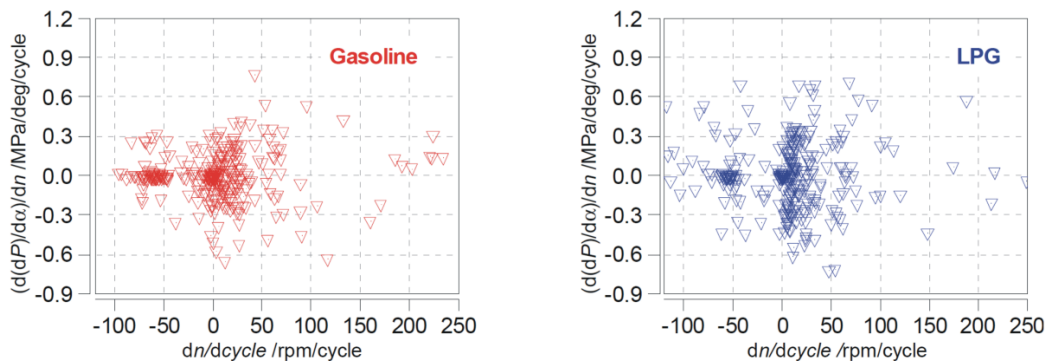 1.2
0.9
0.6
0.3
0.0
-0.3
-0.6
-0.9
(d(dP)/dα)/dn /MPa/deg/cycle
Gasoline
-100 -50 0 50 100 150 200 250
dn/dcycle /rpm/cycle
1.2
0.9
0.6
0.3
0.0
-0.3
-0.6
-0.9
(d(dP)/dα)/dn /MPa/deg/cycle
LPG
-100 -50 0 50 100 150 200 250
dn/dcycle /rpm/cycle